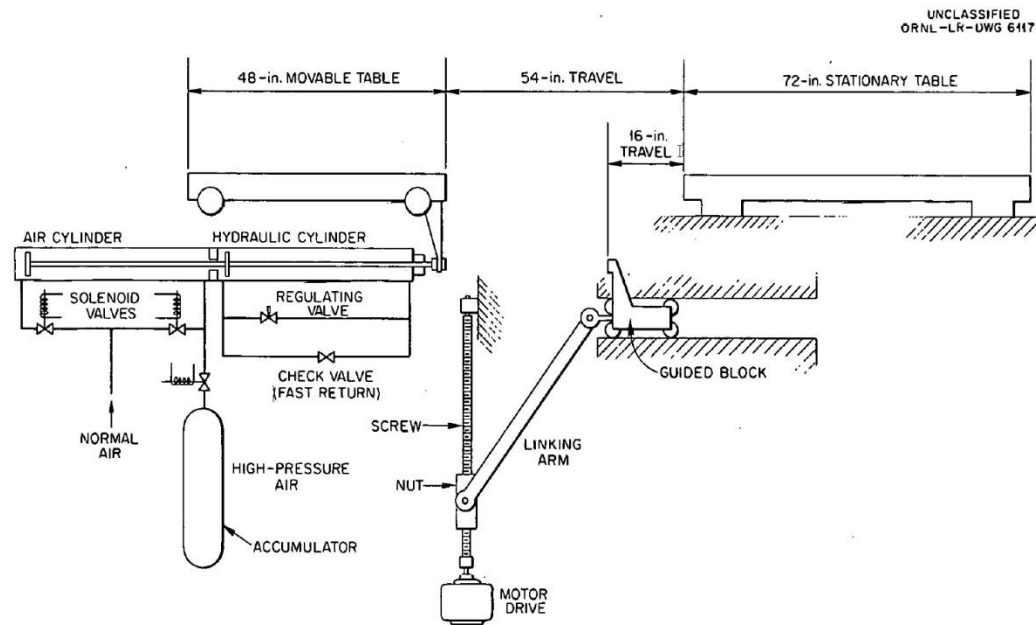 UNCLASSIFIED
ORNL-LR-DWG 6117
48-in. MOVABLE TABLE
54-in. TRAVEL
72-in. STATIONARY TABLE
16-in.
TRAVEL
AIR CYLINDER
HYDRAULIC CYLINDER
SOLENOID
VALVES
REGULATING
VALVE
CHECK VALVE
(FAST RETURN)
GUIDED BLOCK
NORMAL
AIR
SCREW
LINKING
ARM
HIGH-PRESSURE
AIR
NUT
ACCUMULATOR
MOTOR
DRIVE